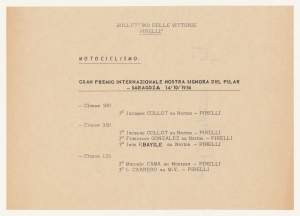 BOLLETTINO DELLE VITTORIE
PIRELLI
MOTOCICLISMO
GRAN PREMIO INTERNAZIONALE NOSTRA SIGNORA DEL PILAR
- SARAGOZA 14/10/1956
- Classe 500
1° Jacques COLLOT su Norton - PIRELLI
- Classe 350
1° Jacques COLLOT su Norton - PIRELLI
2° Francisco GONZALEZ su Norton - PIRELLI
3° Jean BAYLE su Norton - PIRELLI
- Classe 125
2° Marcelo CAMA su Montesa - PIRELLI
3° L. CARRERO su M.V. - PIRELLI